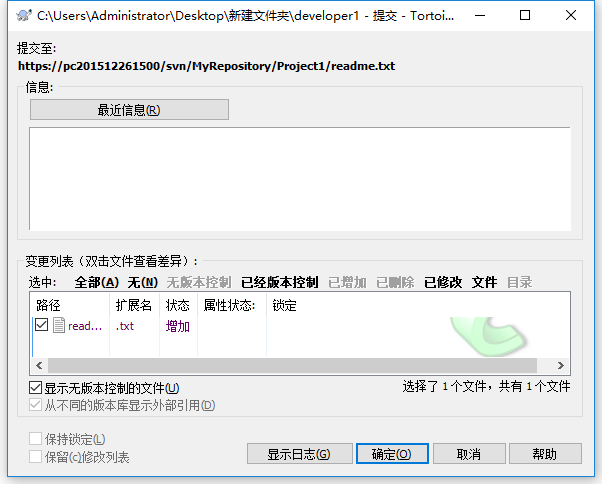 C:\Users\Administrator\Desktop\新建文件夹\developer1 - 提交 - Tortoi...
提交至:
https://pc201512261500/svn/MyRepository/Project1/readme.txt
信息:
最近信息(R)
变更列表（双击文件查看差异）:
选中: 全部(A) 无(N) 无版本控制 已经版本控制 已增加 已删除 已修改 文件 目录
路径 扩展名 状态 属性状态: 锁定
read... .txt 增加
显示无版本控制的文件(U) 选择了 1 个文件，共有 1 个文件
从不同的版本库显示外部引用(D)
保持锁定(L)
保留(c)修改列表
显示日志(G) 确定(O) 取消 帮助